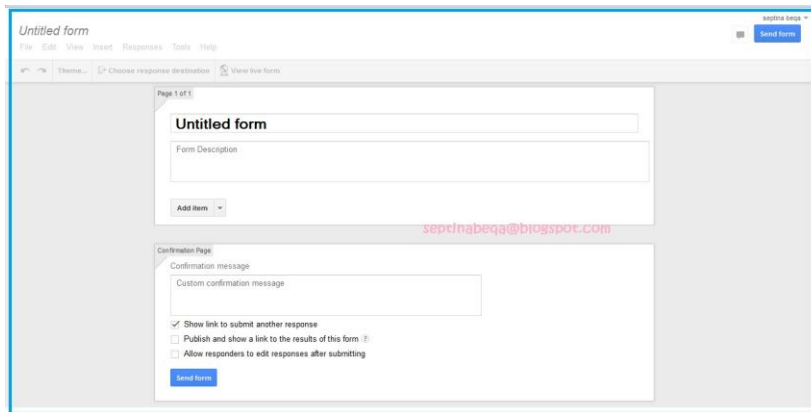 septina beqa
Untitled form
Send form
File Edit View Insert Responses Tools Help
Theme... Choose response destination View live form
Page 1 of 1
Untitled form
Form Description
Add item
septinabeqa@blogspot.com
Confirmation Page
Confirmation message
Custom confirmation message
Show link to submit another response
Publish and show a link to the results of this form ?
Allow responders to edit responses after submitting
Send form